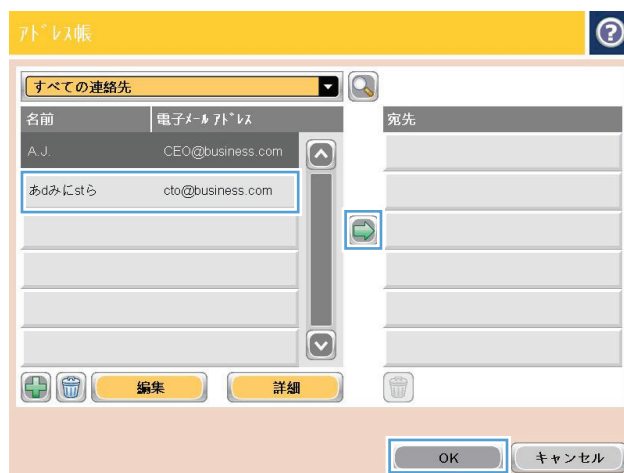 ｱﾄﾞﾚｽ帳
?
すべての連絡先
名前 電子ﾒｰﾙ ｱﾄﾞﾚｽ 宛先
A.J. CEO@business.com
あdみにstら cto@business.com
編集 詳細
OK キャンセル